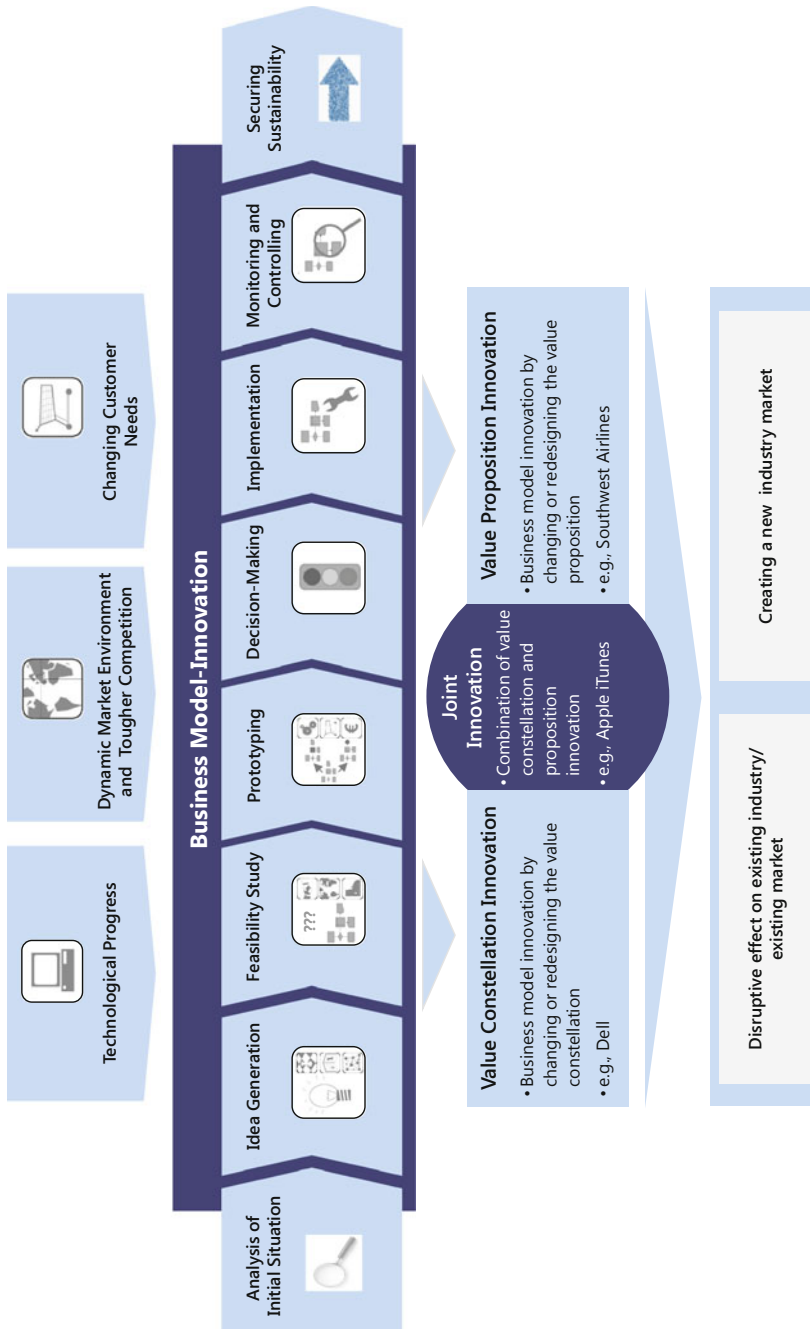 Technological Progress
Dynamic Market Environment
and Tougher Competition
Changing Customer
Needs
Business Model-Innovation
Analysis of
Initial Situation
Idea Generation
Feasibility Study
???
Prototyping
€
Decision-Making
Implementation
Monitoring and
Controlling
Securing
Sustainability
Value Constellation Innovation
• Business model innovation by
changing or redesigning the value
constellation
• e.g., Dell
Joint
Innovation
• Combination of value
constellation and
proposition
innovation
• e.g., Apple iTunes
Value Proposition Innovation
• Business model innovation by
changing or redesigning the value
proposition
• e.g., Southwest Airlines
Disruptive effect on existing industry/
existing market
Creating a new industry market